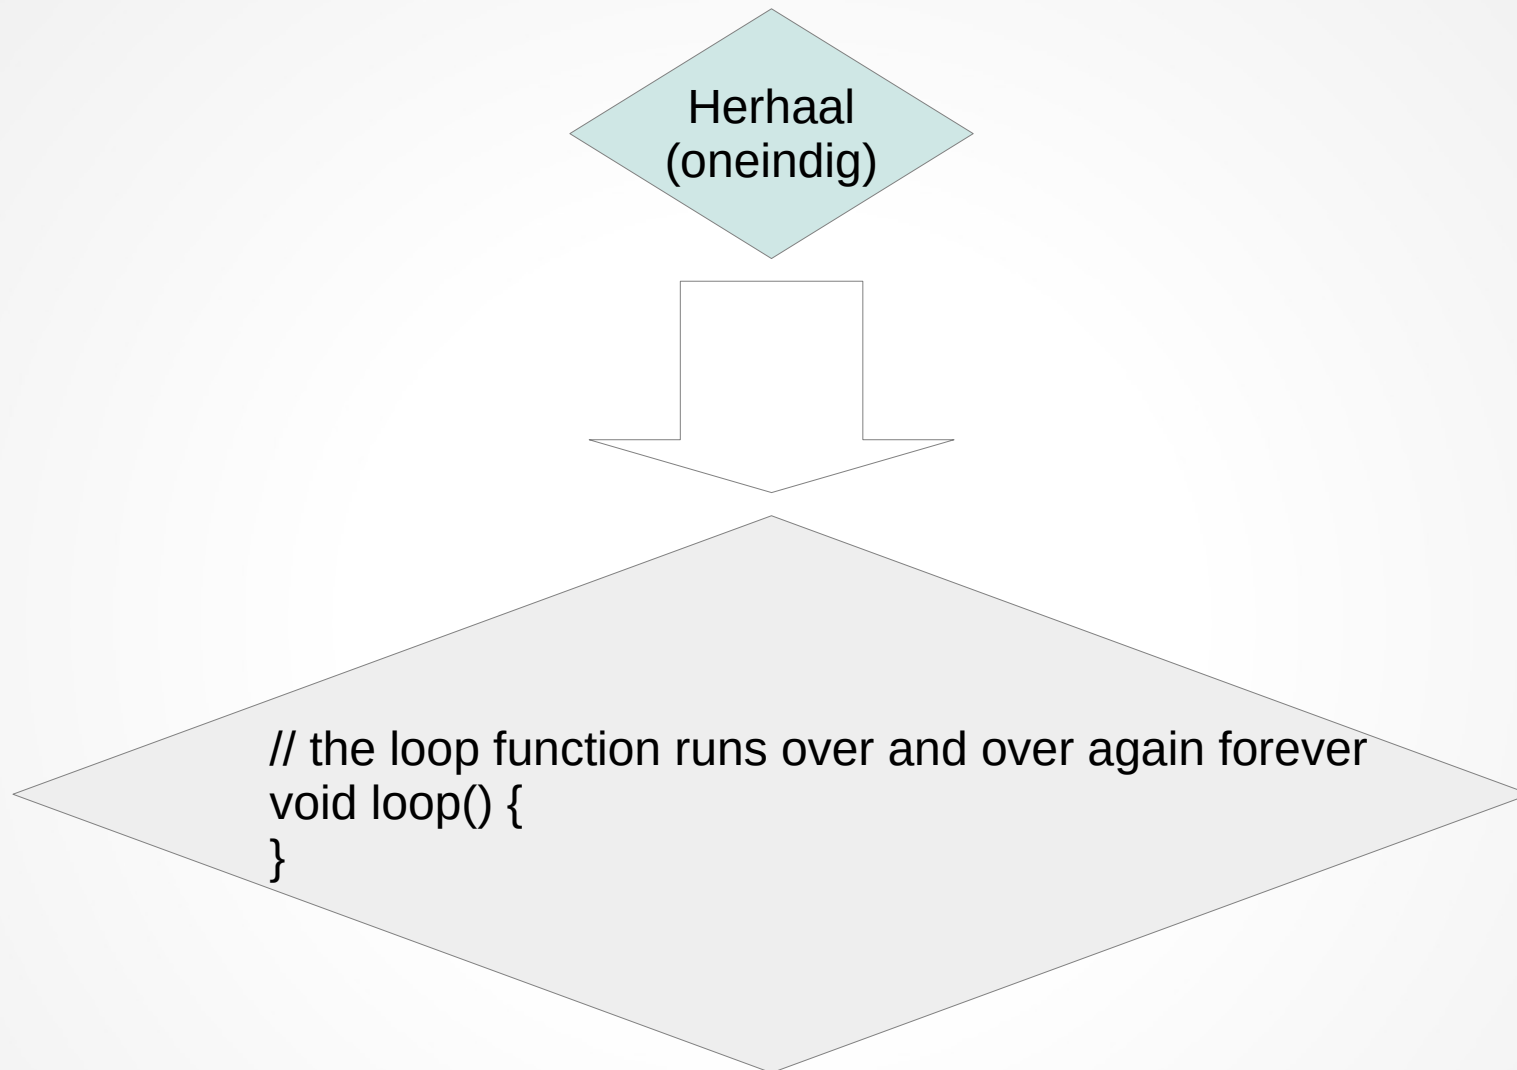 Herhaal
(oneindig)
// the loop function runs over and over again forever
void loop() {
}